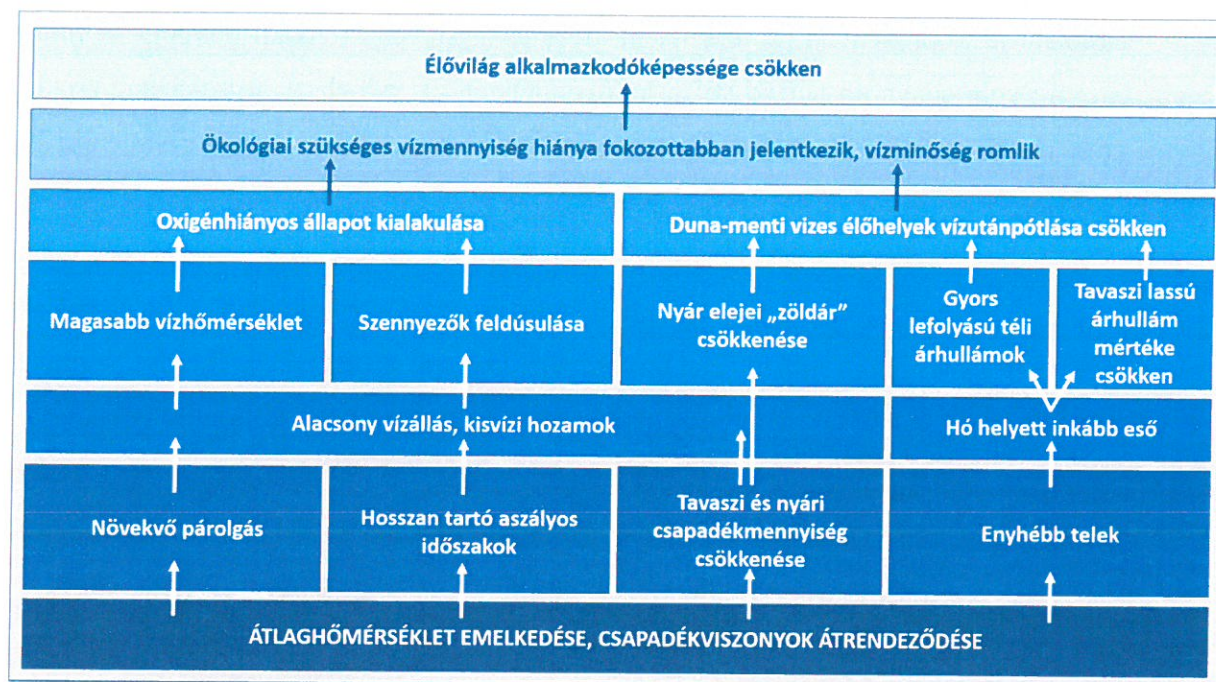 Élővilág alkalmazkodóképessége csökken
Ökológiai szükséges vízmennyiség hiánya fokozottabban jelentkezik, vízminőség romlik
Oxigénhiányos állapot kialakulása
Duna-menti vizes élőhelyek vízutánpótlása csökken
Magasabb vízhőmérséklet
Szennyezők feldúsulása
Nyár elejei „zöldár”
csökkenése
Gyors
lefolyású téli
árhullámok
Tavaszi lassú
árhullám
mértéke
csökken
Alacsony vízállás, kisvízi hozamok
Hó helyett inkább eső
Növekvő párolgás
Hosszan tartó aszályos
időszakok
Tavaszi és nyári
csapadékmennyiség
csökkenése
Enyhébb telek
ÁTLAGHŐMÉRSÉKLET EMELKEDÉSE, CSAPADÉKVISZONYOK ÁTRENDEZŐDÉSE